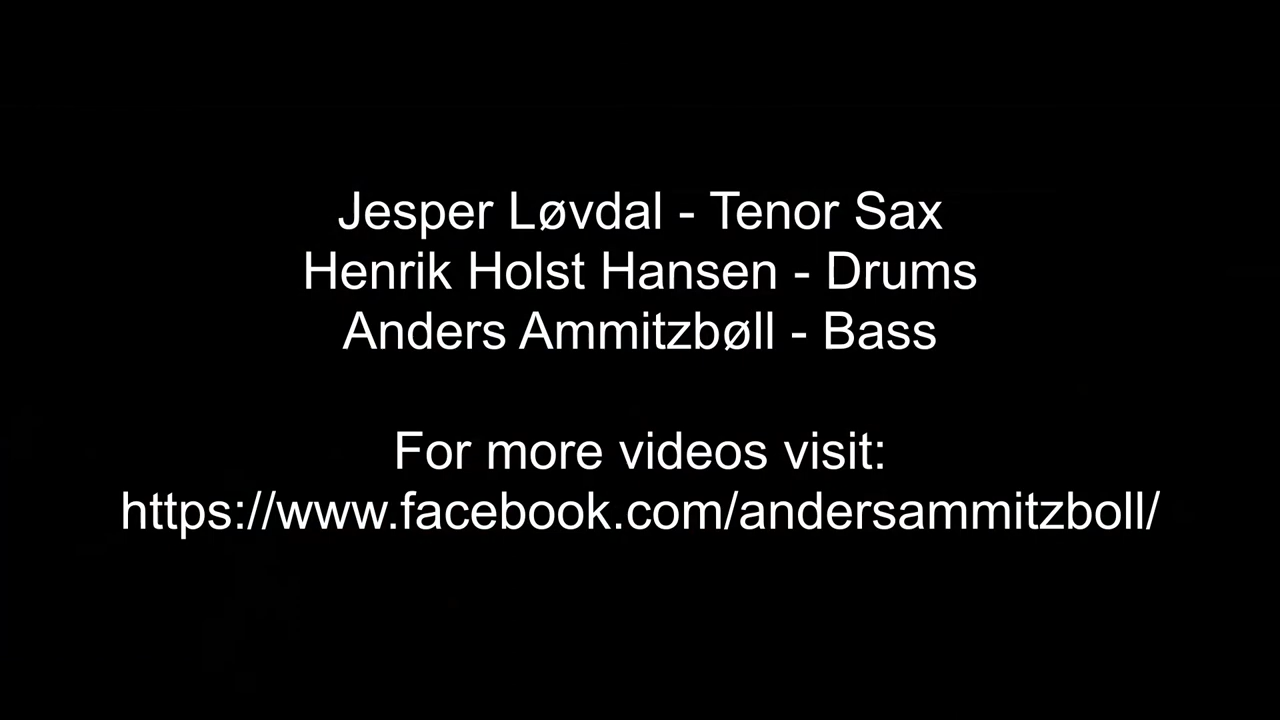 Jesper Løvdal - Tenor Sax
Henrik Holst Hansen - Drums
Anders Ammitzbøll - Bass
For more videos visit:
https://www.facebook.com/andersammitzboll/